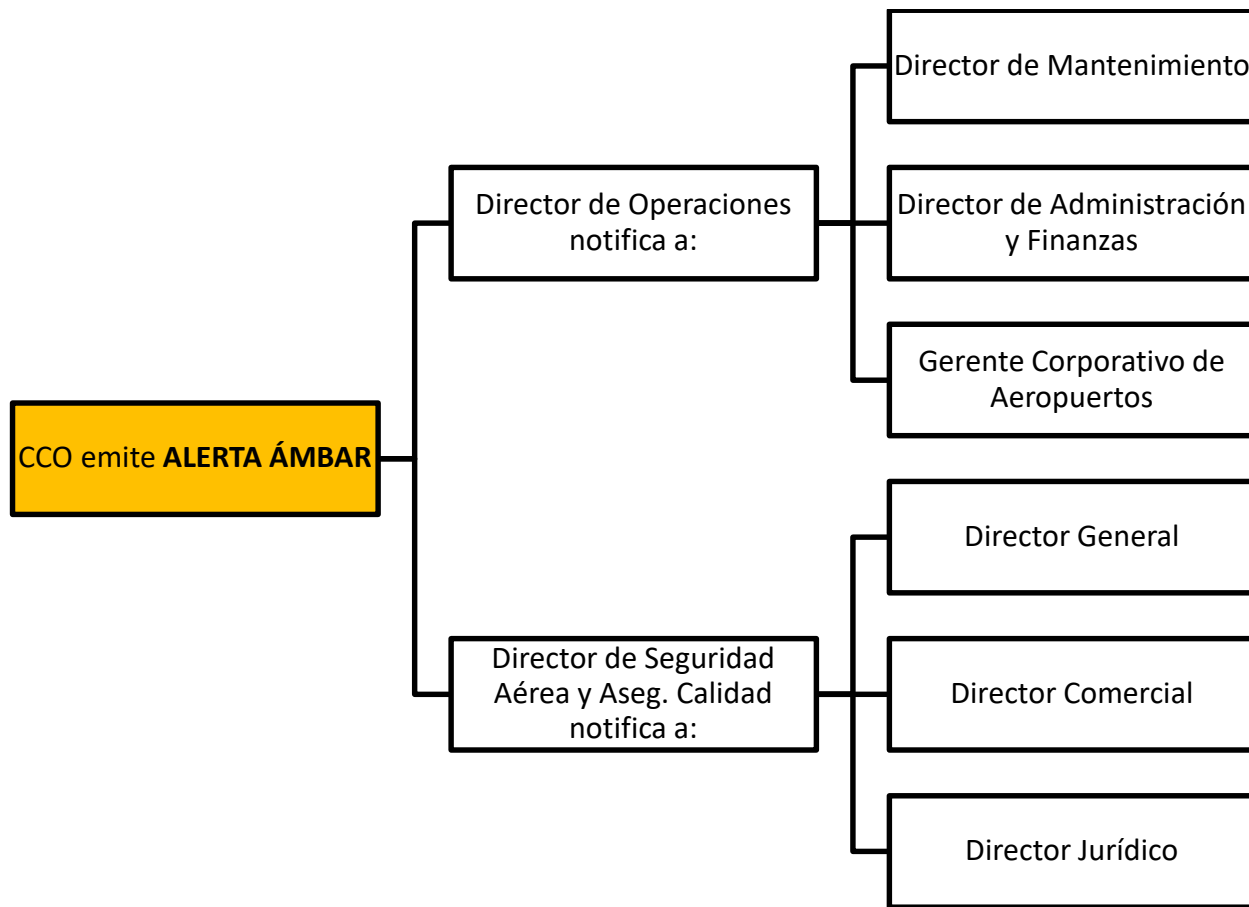 CCO emite ALERTA ÁMBAR
Director de Operaciones
notifica a:
Director de Mantenimiento
Director de Administración
y Finanzas
Gerente Corporativo de
Aeropuertos
Director de Seguridad
Aérea y Aseg. Calidad
notifica a:
Director General
Director Comercial
Director Jurídico